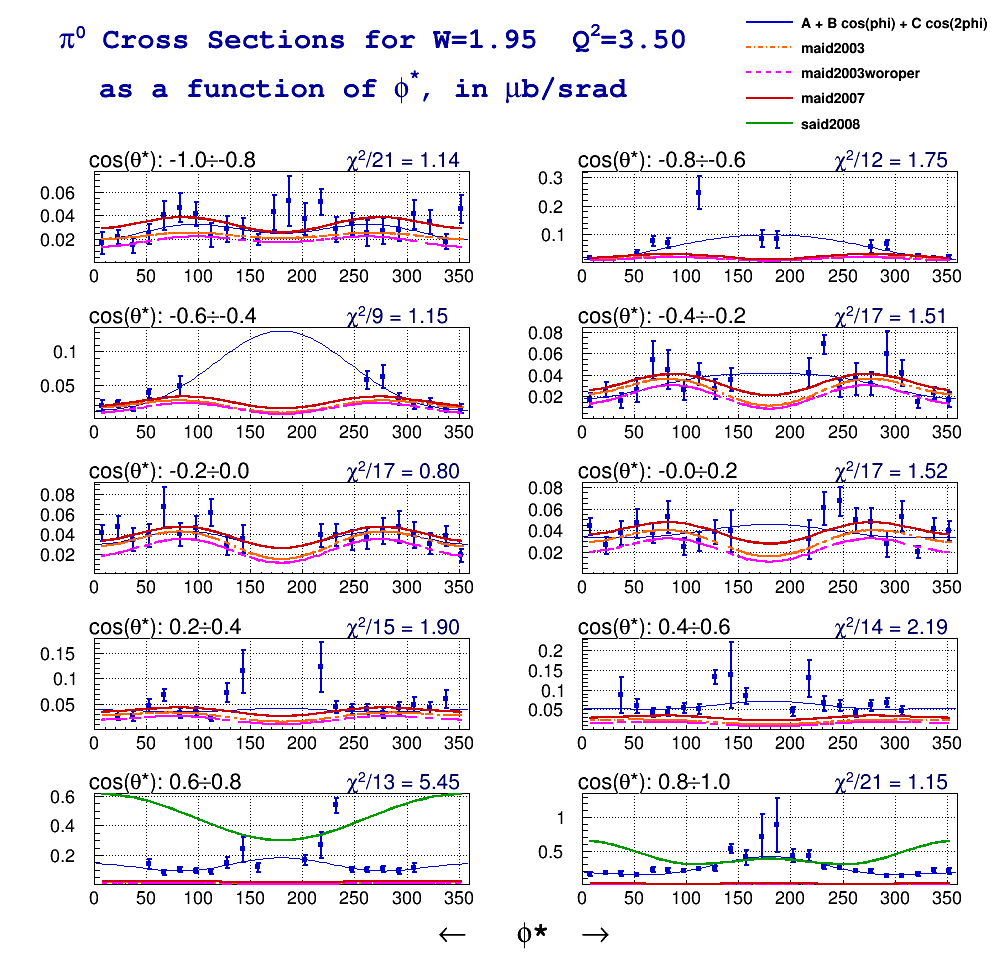 π⁰ Cross Sections for W=1.95 Q²=3.50
as a function of ϕ*, in μb/srad
A + B cos(phi) + C cos(2phi)
maid2003
maid2003woroper
maid2007
said2008
cos(θ*): -1.0÷-0.8 χ²/21 = 1.14
0.06
0.04
0.02
0 50 100 150 200 250 300 350
cos(θ*): -0.8÷-0.6 χ²/12 = 1.75
0.3
0.2
0.1
0 50 100 150 200 250 300 350
cos(θ*): -0.6÷-0.4 χ²/9 = 1.15
0.1
0.05
0 50 100 150 200 250 300 350
cos(θ*): -0.4÷-0.2 χ²/17 = 1.51
0.08
0.06
0.04
0.02
0 50 100 150 200 250 300 350
cos(θ*): -0.2÷0.0 χ²/17 = 0.80
0.08
0.06
0.04
0.02
0 50 100 150 200 250 300 350
cos(θ*): -0.0÷0.2 χ²/17 = 1.52
0.08
0.06
0.04
0.02
0 50 100 150 200 250 300 350
cos(θ*): 0.2÷0.4 χ²/15 = 1.90
0.15
0.1
0.05
0 50 100 150 200 250 300 350
cos(θ*): 0.4÷0.6 χ²/14 = 2.19
0.2
0.15
0.1
0.05
0 50 100 150 200 250 300 350
cos(θ*): 0.6÷0.8 χ²/13 = 5.45
0.6
0.4
0.2
0 50 100 150 200 250 300 350
cos(θ*): 0.8÷1.0 χ²/21 = 1.15
1
0.5
0 50 100 150 200 250 300 350
← ϕ* →